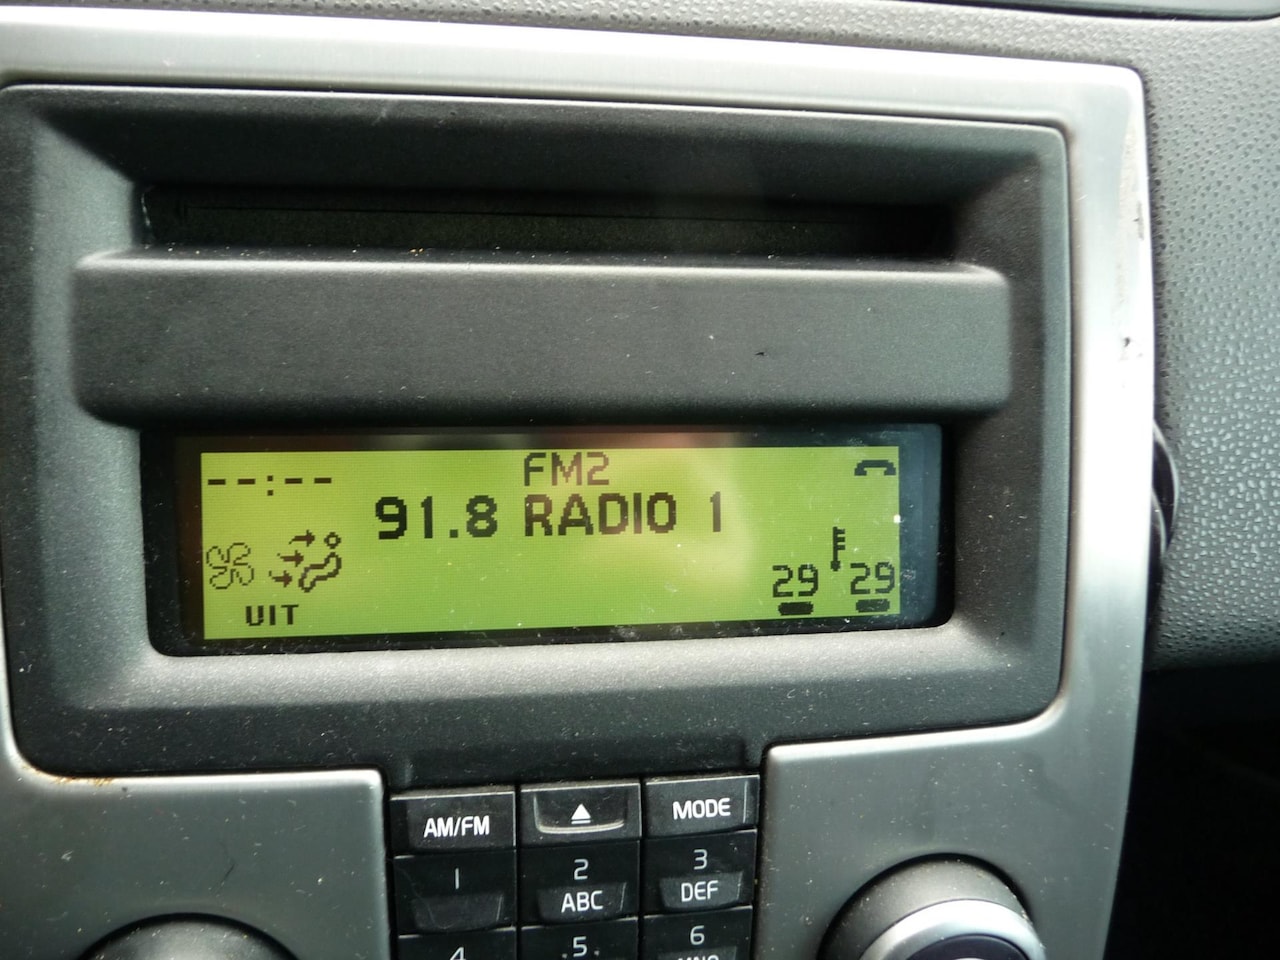 --:--
FM2
91.8 RADIO 1
29 29
UIT
AM/FM
MODE
1
2
3
ABC
DEF
4
.5.
6